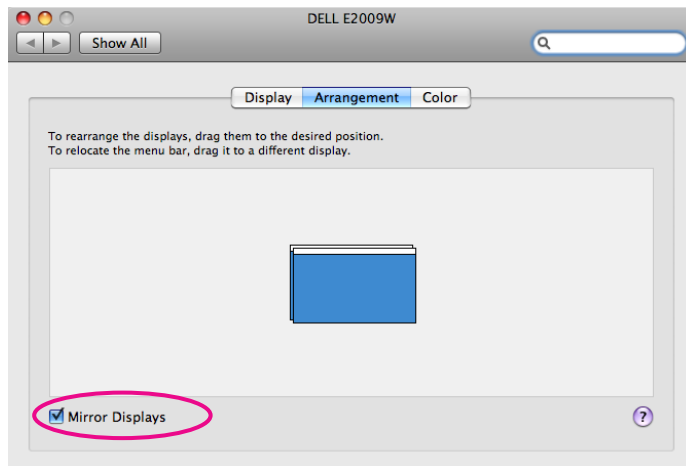 DELL E2009W
Show All
Display Arrangement Color
To rearrange the displays, drag them to the desired position.
To relocate the menu bar, drag it to a different display.
Mirror Displays
?